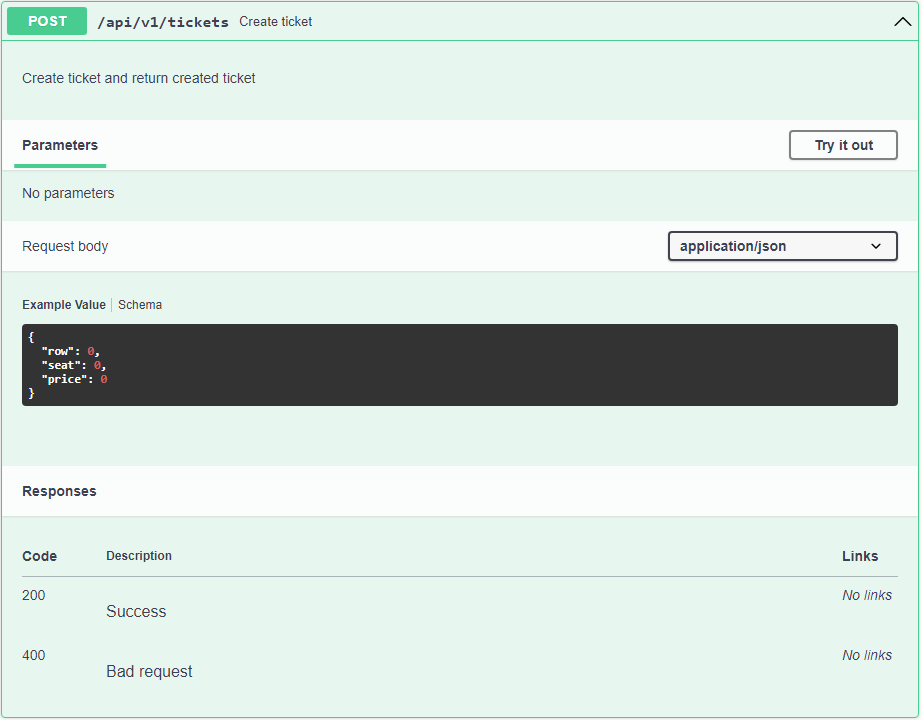 POST /api/v1/tickets Create ticket
Create ticket and return created ticket
Parameters Try it out
No parameters
Request body application/json
Example Value Schema
{
  "row": 0,
  "seat": 0,
  "price": 0
}
Responses
Code Description Links
200 Success No links
400 Bad request No links